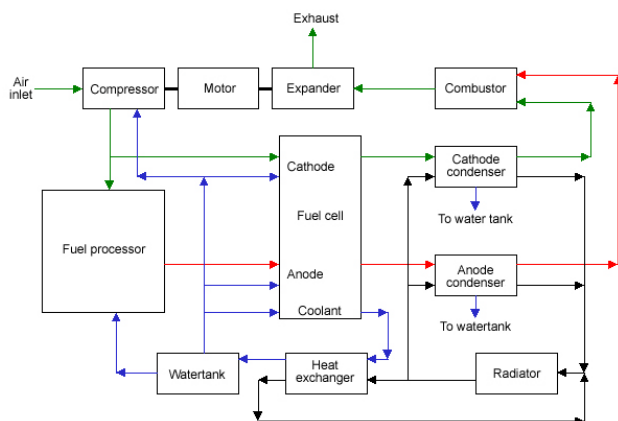 Exhaust
Air
inlet
Compressor
Motor
Expander
Combustor
Cathode
Fuel cell
Anode
Coolant
Cathode
condenser
To water tank
Fuel processor
Anode
condenser
To watertank
Watertank
Heat
exchanger
Radiator